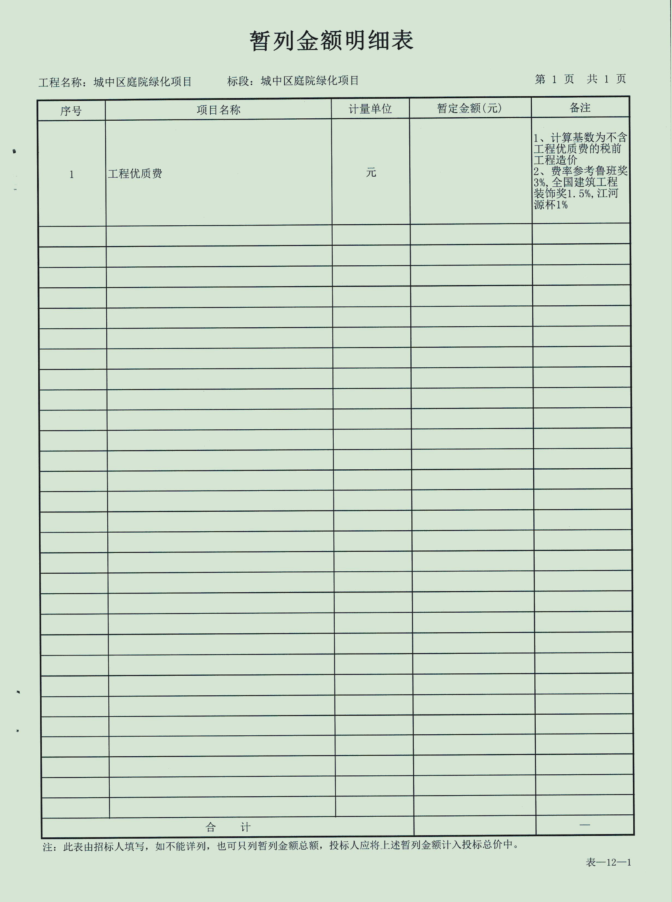 暂列金额明细表
工程名称：城中区庭院绿化项目 标段：城中区庭院绿化项目 第 1 页 共 1 页
序号 项目名称 计量单位 暂定金额(元) 备注
1 工程优质费 元
1、计算基数为不含
工程优质费的税前
工程造价
2、费率参考鲁班奖
3%,全国建筑工程
装饰奖1.5%,江河
源杯1%
合 计 —
注：此表由招标人填写，如不能详列，也可只列暂列金额总额，投标人应将上述暂列金额计入投标总价中。
表—12—1